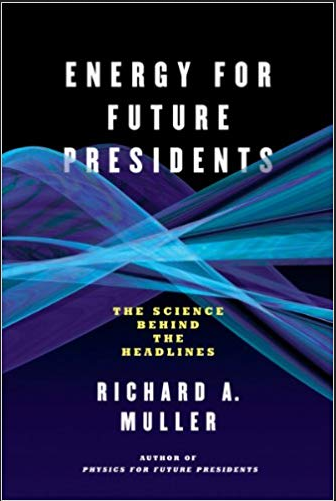 ENERGY FOR
FUTURE
PRESIDENTS
THE SCIENCE
BEHIND
THE
HEADLINES
RICHARD A.
MULLER
AUTHOR OF
PHYSICS FOR FUTURE PRESIDENTS